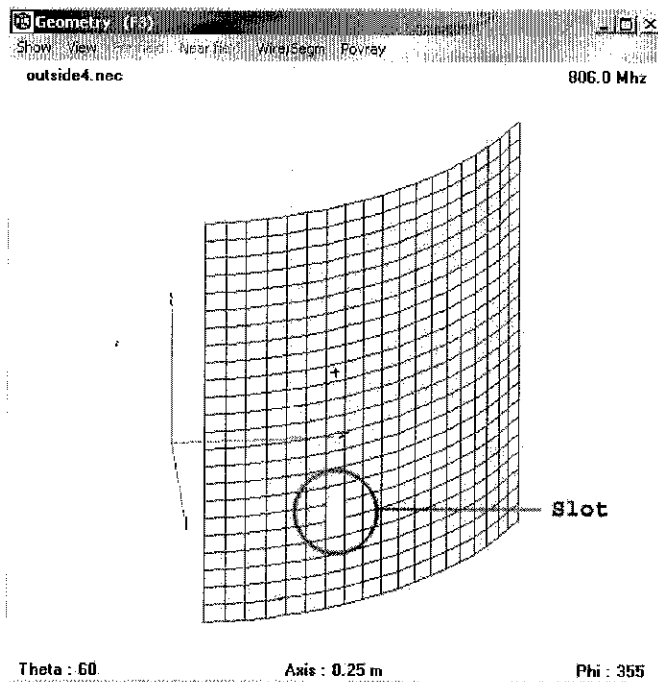 Geometry (F3)
Show View Near field Wire/Segm Povray
outside4.nec 806.0 Mhz
Slot
Theta : 60 Axis : 0.25 m Phi : 355